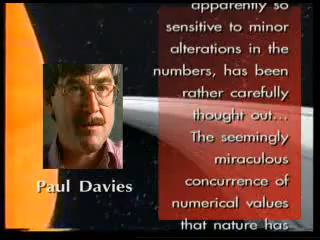 apparently so
sensitive to minor
alterations in the
numbers, has been
rather carefully
thought out...
The seemingly
miraculous
concurrence of
numerical values
that nature has
Paul Davies